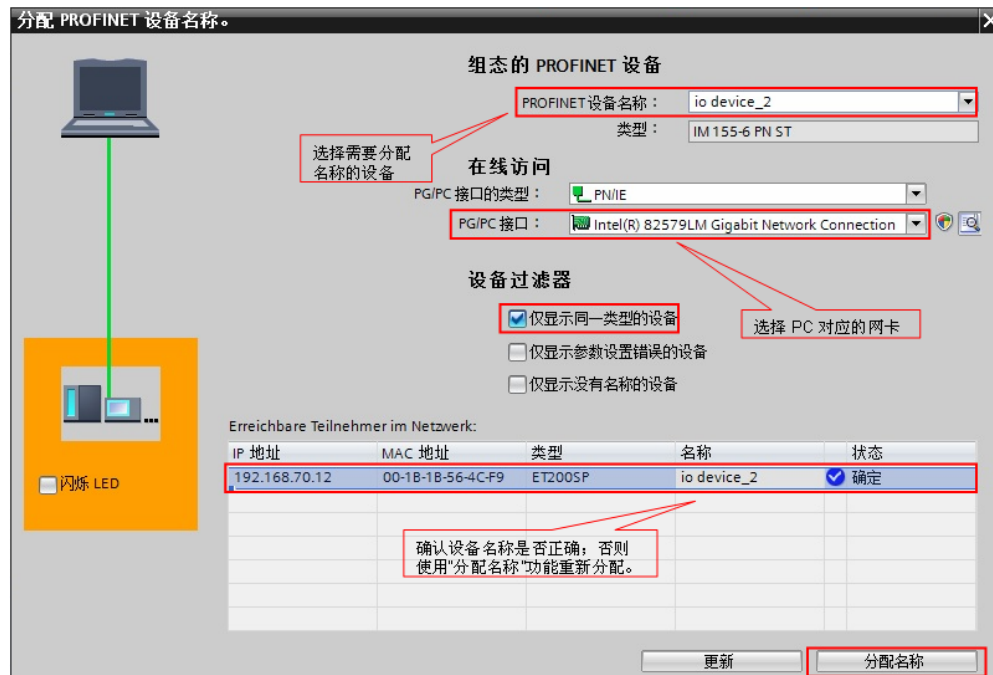 分配 PROFINET 设备名称。
组态的 PROFINET 设备
PROFINET设备名称： io device_2
类型： IM 155-6 PN ST
选择需要分配
名称的设备
在线访问
PG/PC 接口的类型： PN/IE
PG/PC 接口： Intel(R) 82579LM Gigabit Network Connection
设备过滤器
仅显示同一类型的设备
选择 PC 对应的网卡
仅显示参数设置错误的设备
仅显示没有名称的设备
Erreichbare Teilnehmer im Netzwerk:
IP 地址 MAC 地址 类型 名称 状态
192.168.70.12 00-1B-1B-56-4C-F9 ET200SP io device_2 确定
闪烁 LED
确认设备名称是否正确；否则
使用"分配名称"功能重新分配。
更新 分配名称